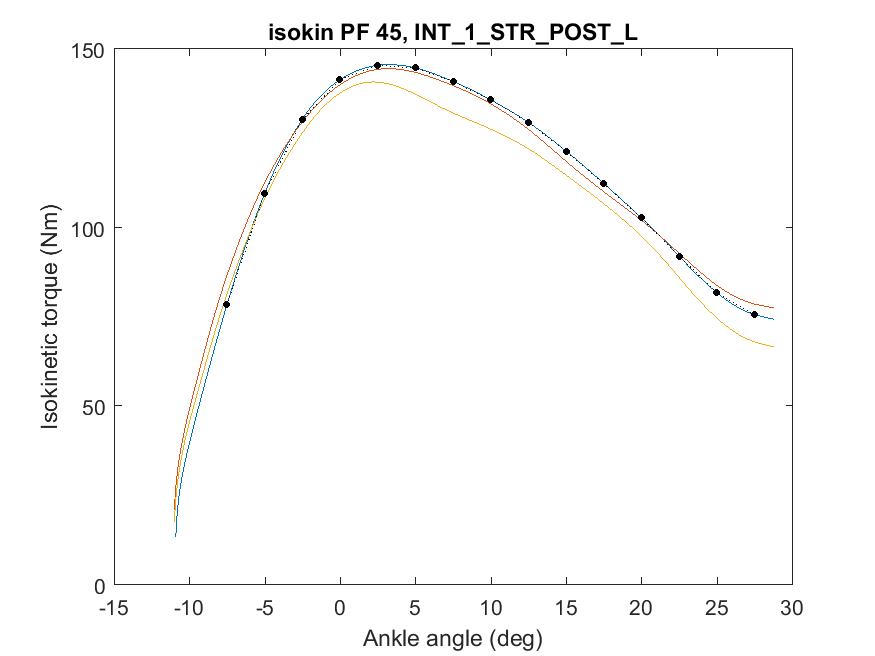 isokin PF 45, INT_1_STR_POST_L
150
100
50
0
-15 -10 -5 0 5 10 15 20 25 30
Isokinetic torque (Nm)
Ankle angle (deg)